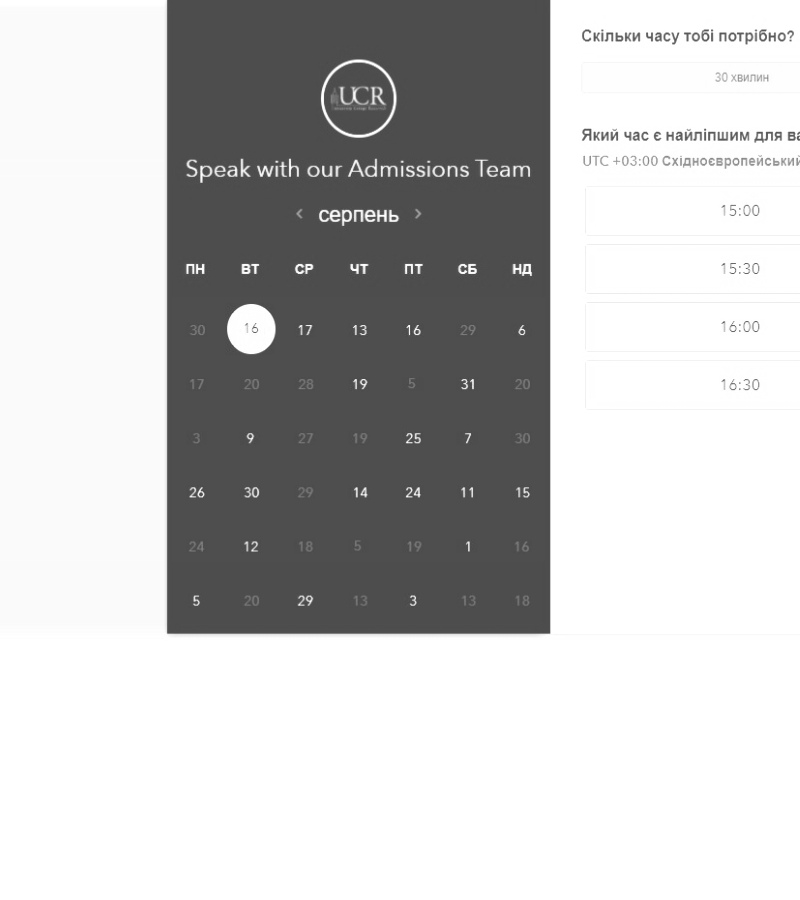 UCR
Speak with our Admissions Team
серпень
ПН ВТ СР ЧТ ПТ СБ НД
30 16 17 13 16 29 6
17 20 28 19 5 31 20
3 9 27 19 25 7 30
26 30 29 14 24 11 15
24 12 18 5 19 1 16
5 20 29 13 3 13 18
Скільки часу тобі потрібно?
30 хвилин
Який час є найліпшим для ва
UTC +03:00 Східноєвропейський
15:00
15:30
16:00
16:30